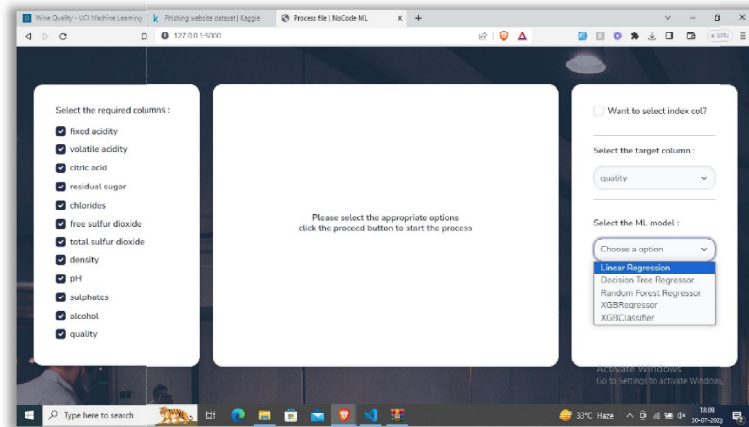 Wine Quality - UCI Machine Learning
Phishing website dataset | Kaggle
Process file | NoCode ML
127.0.0.1:5000
VPN
Select the required columns :
fixed acidity
volatile acidity
citric acid
residual sugar
chlorides
free sulfur dioxide
total sulfur dioxide
density
pH
sulphates
alcohol
quality
Please select the appropriate options
click the proceed button to start the process
Want to select index col?
Select the target column :
quality
Select the ML model :
Choose a option
Linear Regression
Decision Tree Regressor
Random Forest Regressor
XGBRegressor
XGBClassifier
Activate Windows
Go to Settings to activate Windows.
Type here to search
33°C Haze
18:09
30-07-2023